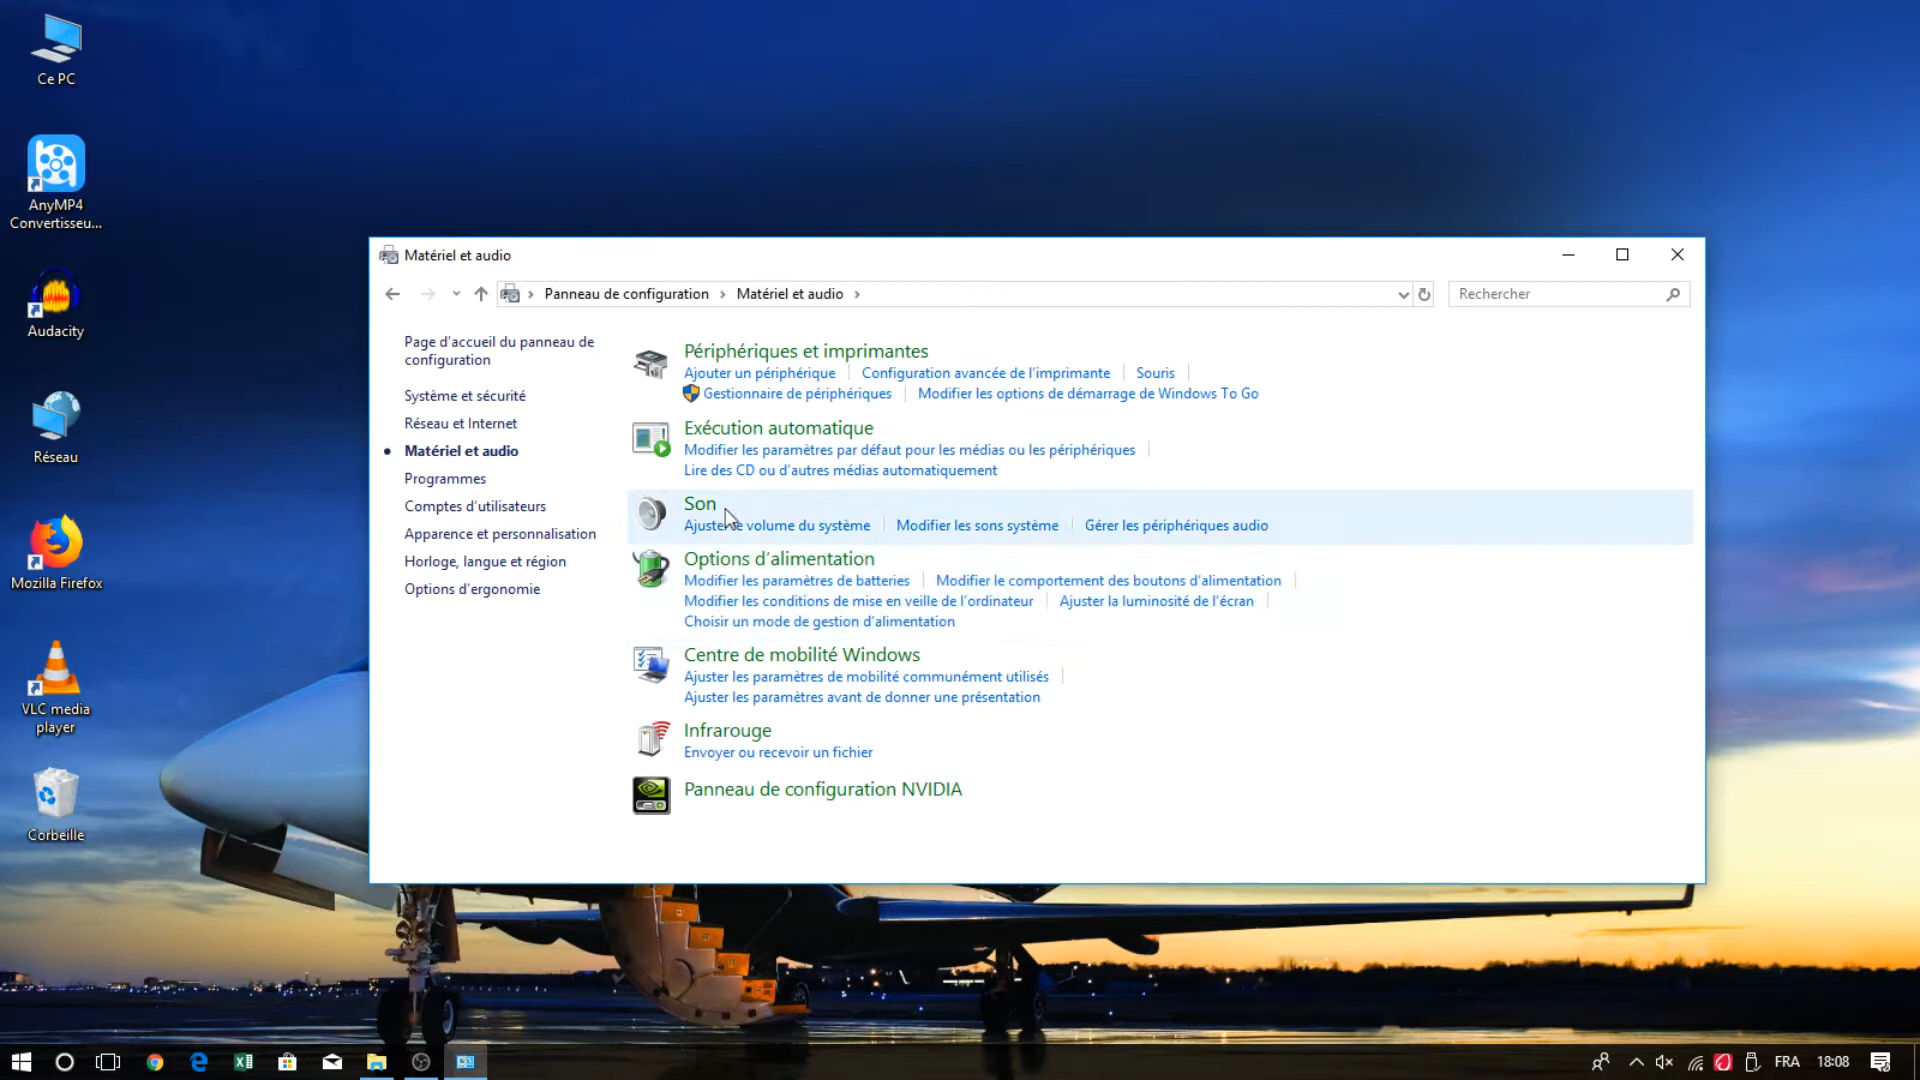 Ce PC
AnyMP4
Convertisseu...
Audacity
Réseau
Mozilla Firefox
VLC media
player
Corbeille
Matériel et audio
Panneau de configuration > Matériel et audio >
Rechercher
Page d'accueil du panneau de
configuration
Système et sécurité
Réseau et Internet
Matériel et audio
Programmes
Comptes d'utilisateurs
Apparence et personnalisation
Horloge, langue et région
Options d'ergonomie
Périphériques et imprimantes
Ajouter un périphérique Configuration avancée de l'imprimante Souris
Gestionnaire de périphériques Modifier les options de démarrage de Windows To Go
Exécution automatique
Modifier les paramètres par défaut pour les médias ou les périphériques
Lire des CD ou d'autres médias automatiquement
Son
Ajuster le volume du système Modifier les sons système Gérer les périphériques audio
Options d'alimentation
Modifier les paramètres de batteries Modifier le comportement des boutons d'alimentation
Modifier les conditions de mise en veille de l'ordinateur Ajuster la luminosité de l'écran
Choisir un mode de gestion d'alimentation
Centre de mobilité Windows
Ajuster les paramètres de mobilité communément utilisés
Ajuster les paramètres avant de donner une présentation
Infrarouge
Envoyer ou recevoir un fichier
Panneau de configuration NVIDIA
FRA 18:08